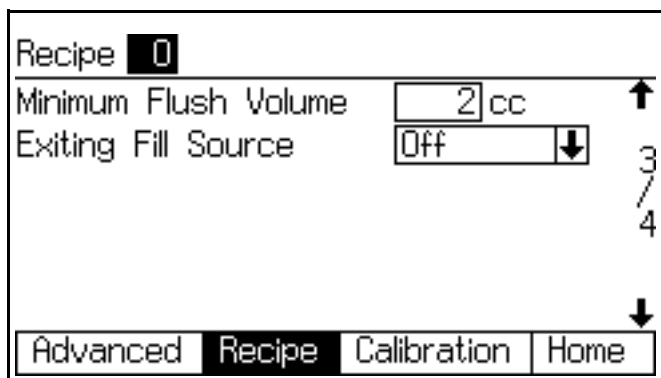 Recipe 0
Minimum Flush Volume 2 cc
Exiting Fill Source Off
3
/
4
Advanced Recipe Calibration Home